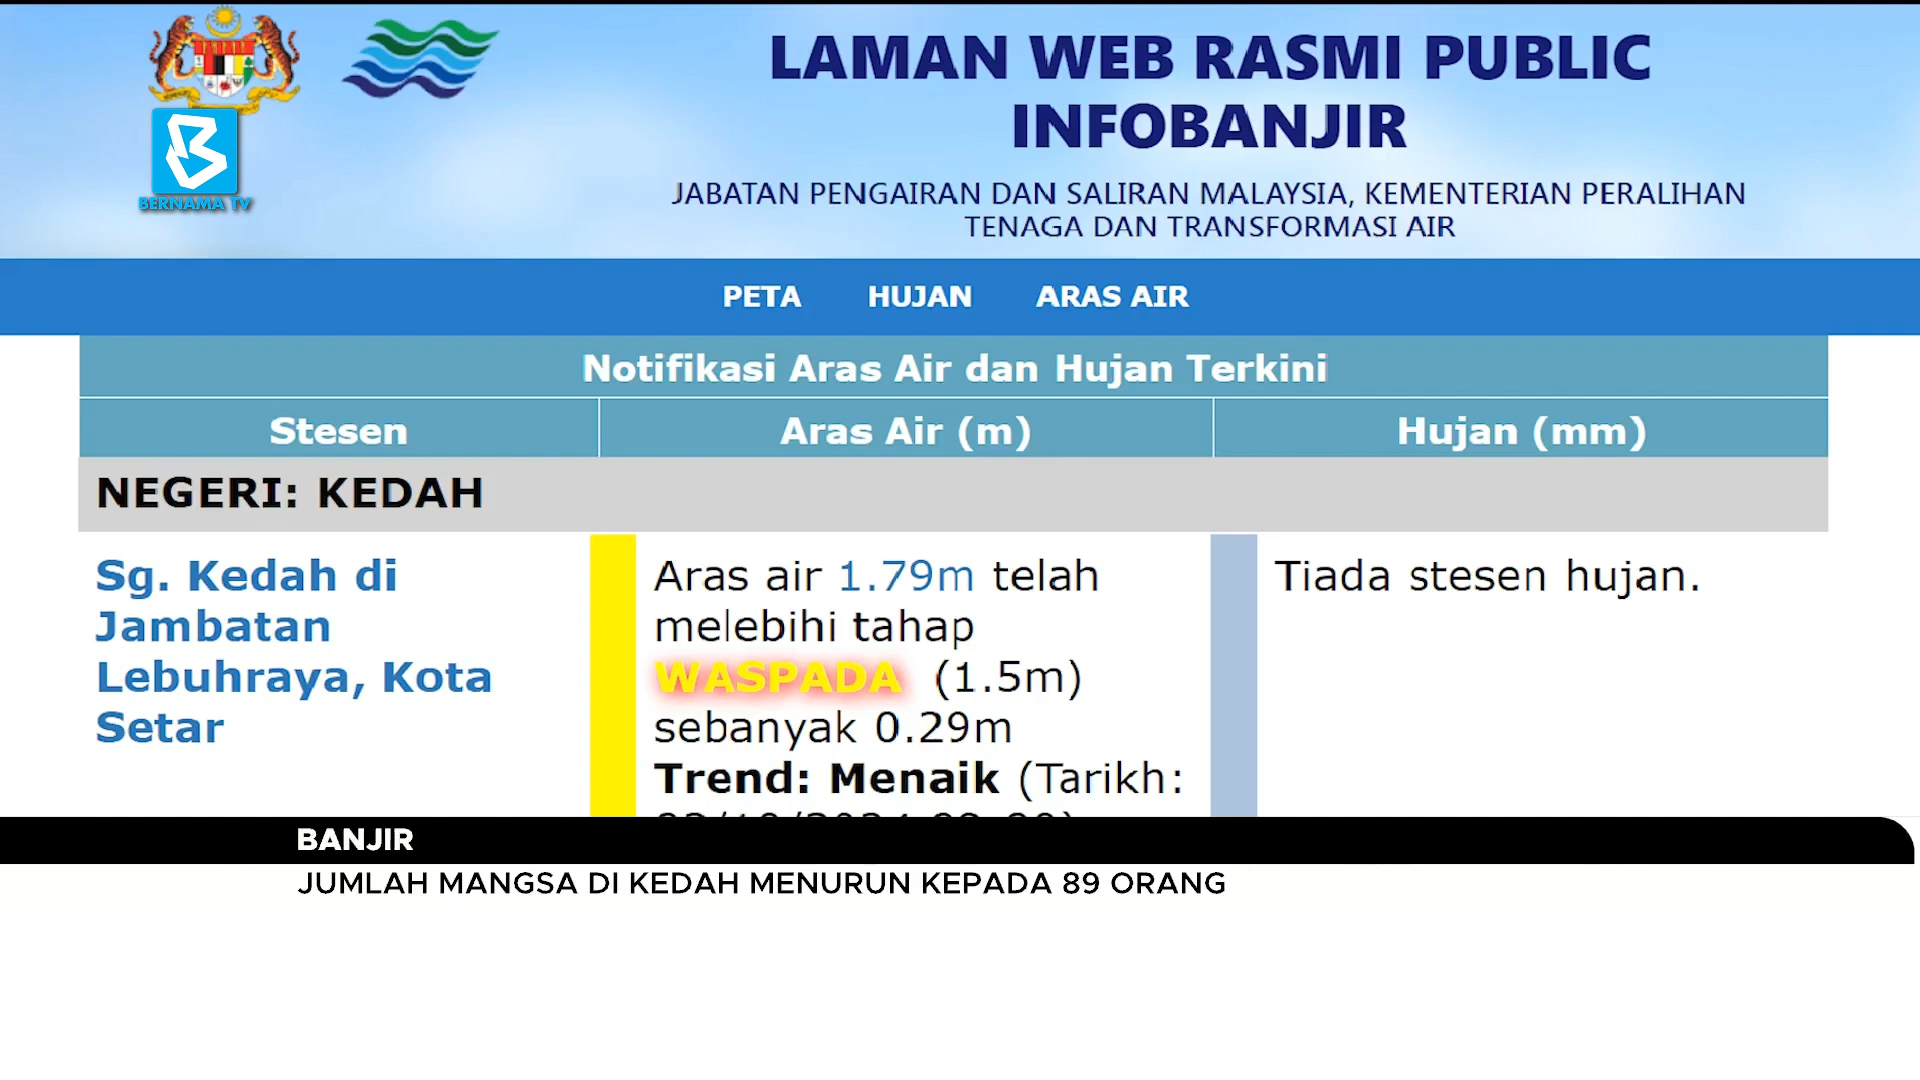 LAMAN WEB RASMI PUBLIC
INFOBANJIR
JABATAN PENGAIRAN DAN SALIRAN MALAYSIA, KEMENTERIAN PERALIHAN
TENAGA DAN TRANSFORMASI AIR
BERNAMA TV
PETA HUJAN ARAS AIR
Notifikasi Aras Air dan Hujan Terkini
Stesen Aras Air (m) Hujan (mm)
NEGERI: KEDAH
Sg. Kedah di
Jambatan
Lebuhraya, Kota
Setar
Aras air 1.79m telah
melebihi tahap
WASPADA (1.5m)
sebanyak 0.29m
Trend: Menaik (Tarikh:
Tiada stesen hujan.
BANJIR
JUMLAH MANGSA DI KEDAH MENURUN KEPADA 89 ORANG